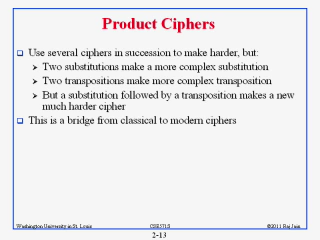 Product Ciphers
Use several ciphers in succession to make harder, but:
Two substitutions make a more complex substitution
Two transpositions make more complex transposition
But a substitution followed by a transposition makes a new
much harder cipher
This is a bridge from classical to modern ciphers
Washington University in St. Louis CSE571S ©2011 Raj Jain
2-13